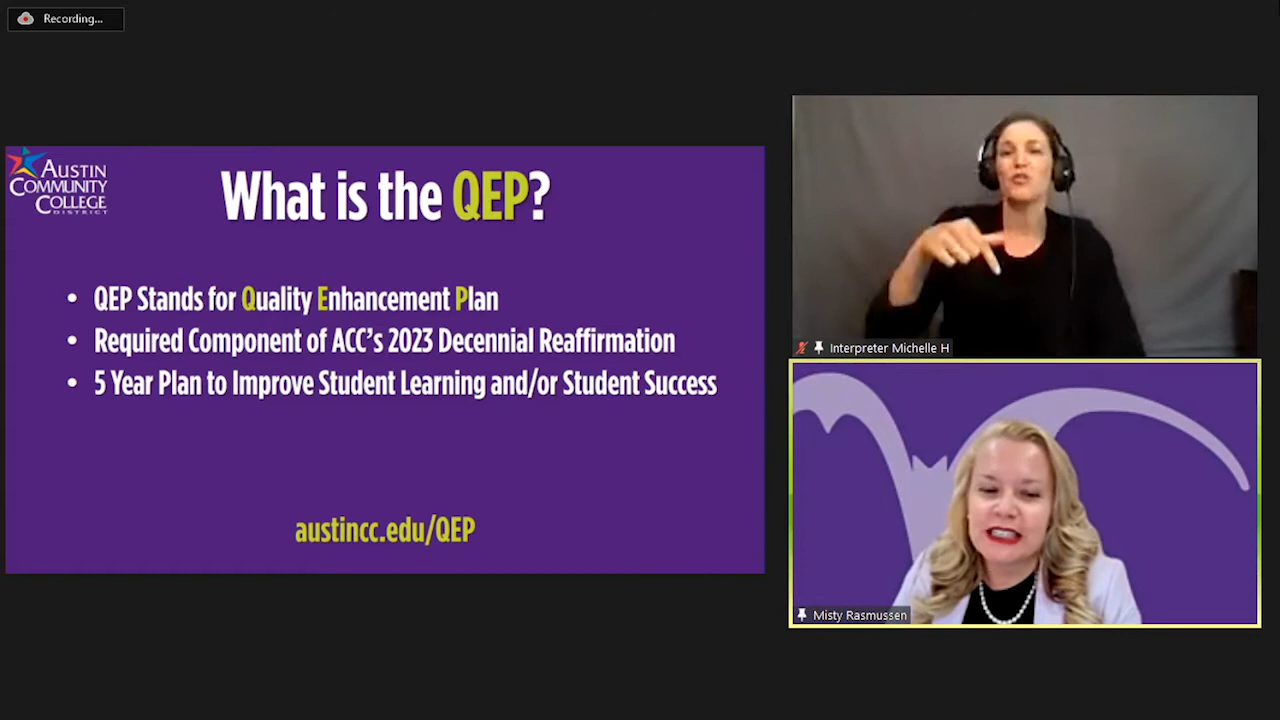 Recording...
AUSTIN
COMMUNITY
COLLEGE
DISTRICT
What is the QEP?
• QEP Stands for Quality Enhancement Plan
• Required Component of ACC's 2023 Decennial Reaffirmation
• 5 Year Plan to Improve Student Learning and/or Student Success
austincc.edu/QEP
Interpreter Michelle H
Misty Rasmussen